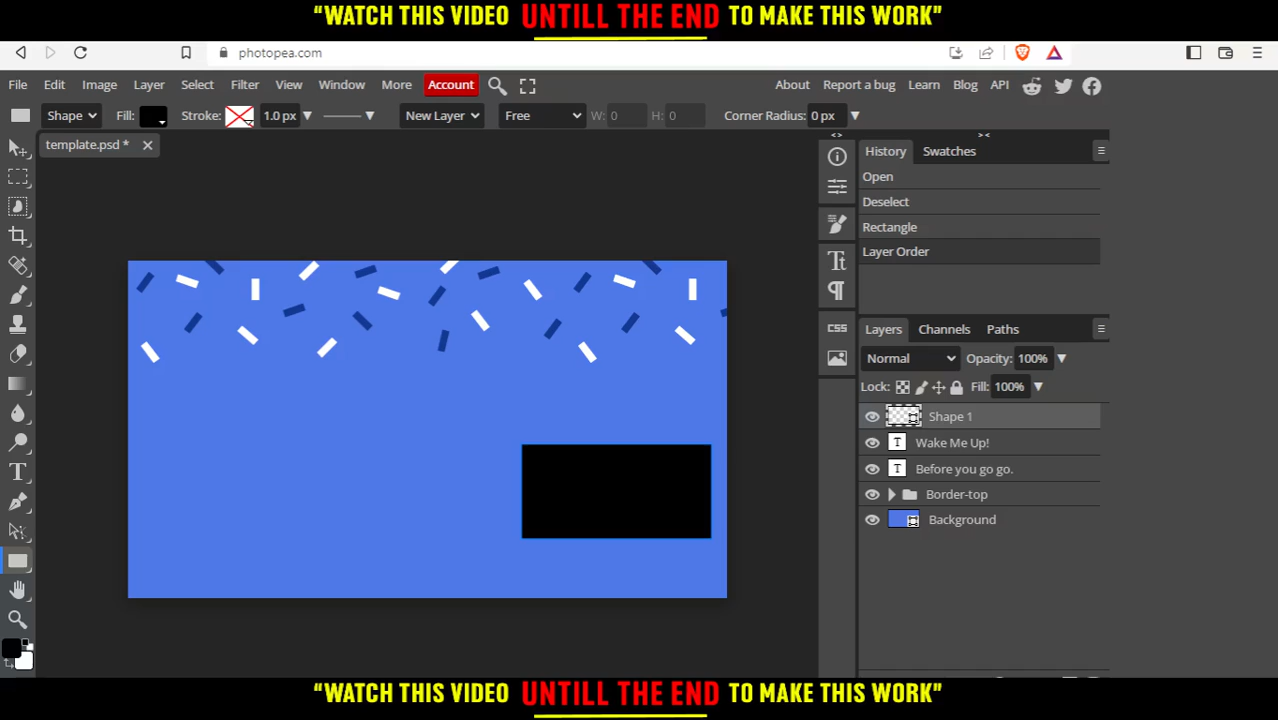 “WATCH THIS VIDEO UNTILL THE END TO MAKE THIS WORK”
photopea.com
File Edit Image Layer Select Filter View Window More Account About Report a bug Learn Blog API
Shape Fill: Stroke: 1.0 px New Layer Free W: 0 H: 0 Corner Radius: 0 px
template.psd *
< >
> <
History Swatches
Open
Deselect
Rectangle
Layer Order
CSS
Layers Channels Paths
Normal Opacity: 100%
Lock: Fill: 100%
Shape 1
T Wake Me Up!
T Before you go go.
Border-top
Background
“WATCH THIS VIDEO UNTILL THE END TO MAKE THIS WORK”